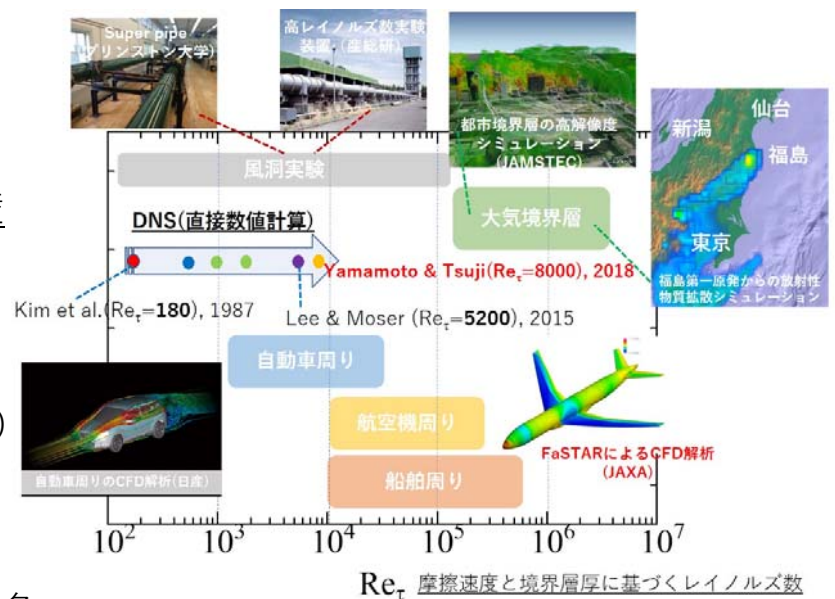 Super pipe
(プリンストン大学)
高レイノルズ数実験
装置 (産総研)
都市境界層の高解像度
シミュレーション
(JAMSTEC)
仙台
新潟
福島
東京
福島第一原発からの放射性
物質拡散シミュレーション
風洞実験
大気境界層
DNS(直接数値計算)
Yamamoto & Tsuji(Reτ=8000), 2018
Kim et al.(Reτ=180), 1987
Lee & Moser (Reτ=5200), 2015
自動車周り
航空機周り
船舶周り
自動車周りのCFD解析(日産)
FaSTARによるCFD解析
(JAXA)
)
10² 10³ 10⁴ 10⁵ 10⁶ 10⁷
Reτ 摩擦速度と境界層厚に基づくレイノルズ数